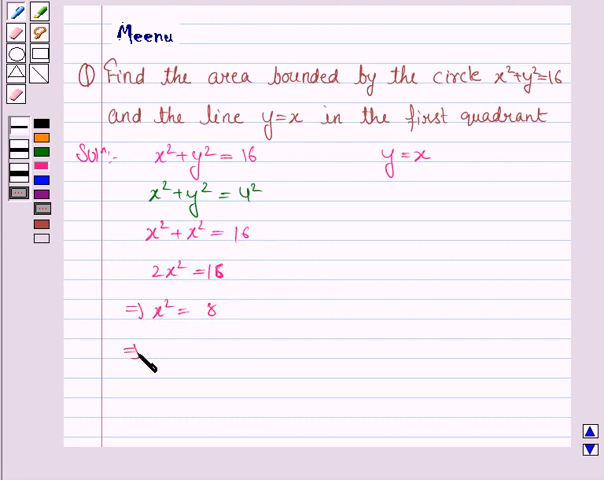 Meenu
① Find the area bounded by the circle x²+y²=16
and the line y=x in the first quadrant
Solⁿ:- x²+y² = 16 y=x
x²+y² = 4²
x²+x² = 16
2x² = 16
⇒ x² = 8
⇒